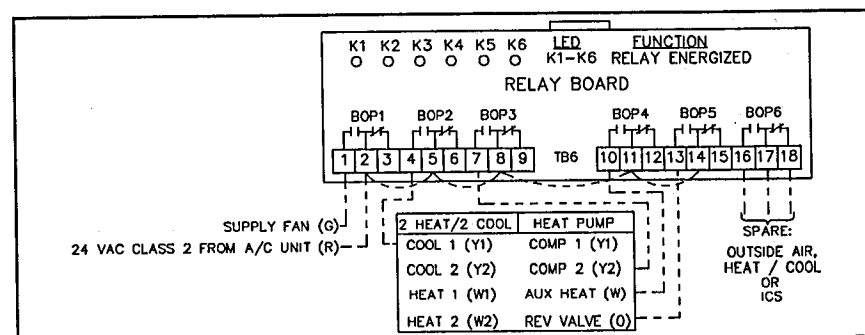 K1 K2 K3 K4 K5 K6 LED FUNCTION
K1-K6 RELAY ENERGIZED
RELAY BOARD
BOP1 BOP2 BOP3 BOP4 BOP5 BOP6
1 2 3 4 5 6 7 8 9 TB6 10 11 12 13 14 15 16 17 18
SUPPLY FAN (G)
24 VAC CLASS 2 FROM A/C UNIT (R)
2 HEAT/2 COOL HEAT PUMP
COOL 1 (Y1) COMP 1 (Y1)
COOL 2 (Y2) COMP 2 (Y2)
HEAT 1 (W1) AUX HEAT (W)
HEAT 2 (W2) REV VALVE (O)
SPARE:
OUTSIDE AIR,
HEAT / COOL
OR
ICS